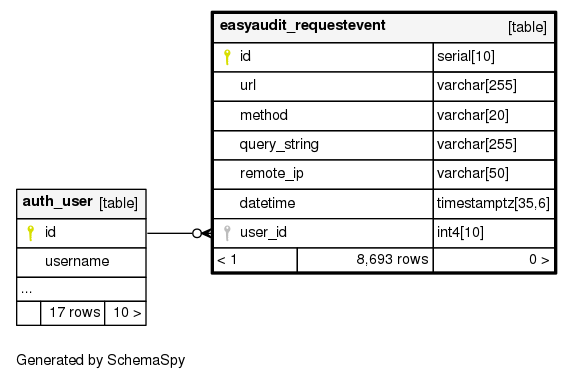 easyaudit_requestevent [table]
id serial[10]
url varchar[255]
method varchar[20]
query_string varchar[255]
remote_ip varchar[50]
datetime timestamptz[35,6]
user_id int4[10]
< 1 8,693 rows 0 >
auth_user [table]
id
username
...
17 rows 10 >
Generated by SchemaSpy